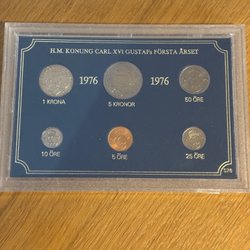 H.M. KONUNG CARL XVI GUSTAFs FÖRSTA ÅRSET
1976 1976
1 KRONA 5 KRONOR 50 ÖRE
10 ÖRE 5 ÖRE 25 ÖRE